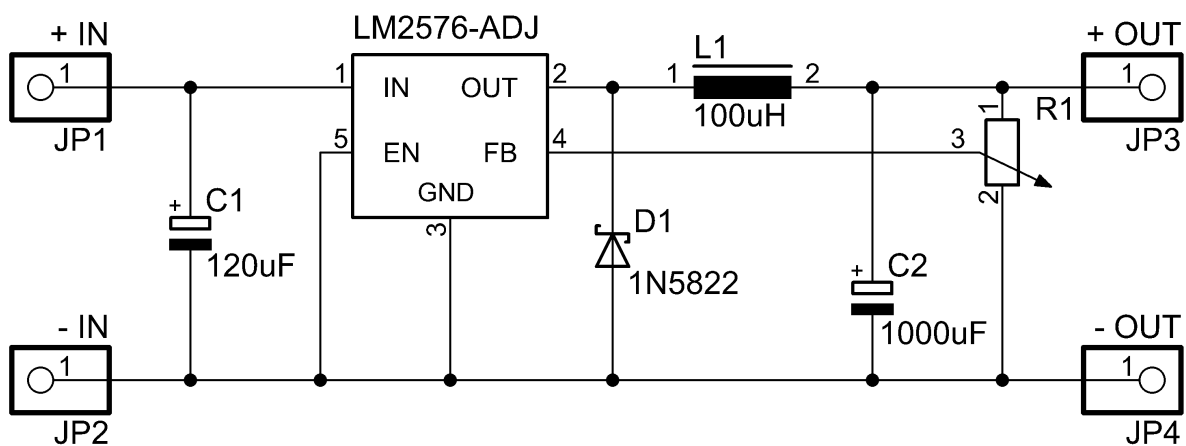 LM2576-ADJ
+ IN
L1
+ OUT
1
1
IN
OUT
2
1
2
1
1
R1
JP1
100uH
JP3
5
EN
FB
4
3
GND
2
+
C1
3
D1
120uF
1N5822
+
C2
1000uF
- IN
- OUT
1
1
JP2
JP4